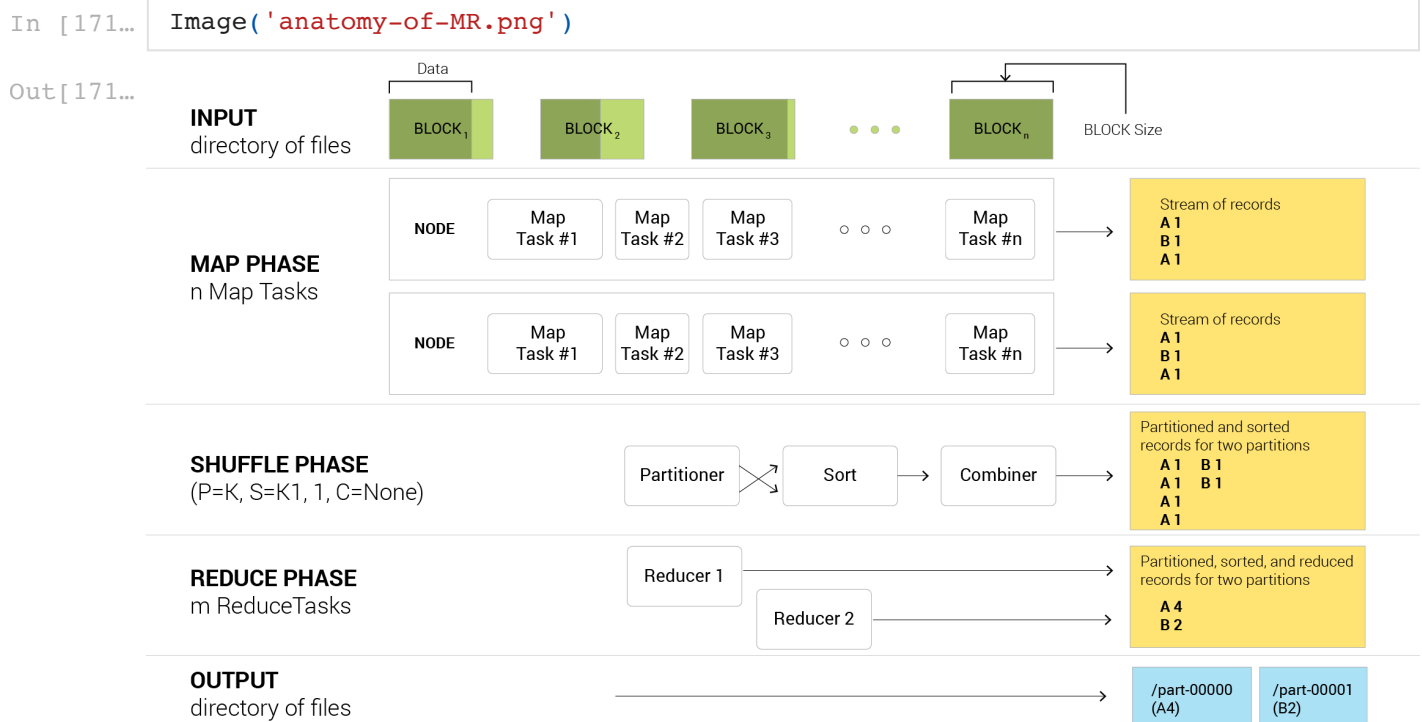 In [171…
Image('anatomy-of-MR.png')
Out[171…
Data
INPUT
directory of files
BLOCK1
BLOCK2
BLOCK3
BLOCKn
BLOCK Size
MAP PHASE
n Map Tasks
NODE
Map
Task #1
Map
Task #2
Map
Task #3
Map
Task #n
Stream of records
A 1
B 1
A 1
NODE
Map
Task #1
Map
Task #2
Map
Task #3
Map
Task #n
Stream of records
A 1
B 1
A 1
SHUFFLE PHASE
(P=K, S=K1, 1, C=None)
Partitioner
Sort
Combiner
Partitioned and sorted
records for two partitions
A 1 B 1
A 1 B 1
A 1
A 1
REDUCE PHASE
m ReduceTasks
Reducer 1
Reducer 2
Partitioned, sorted, and reduced
records for two partitions
A 4
B 2
OUTPUT
directory of files
/part-00000
(A4)
/part-00001
(B2)